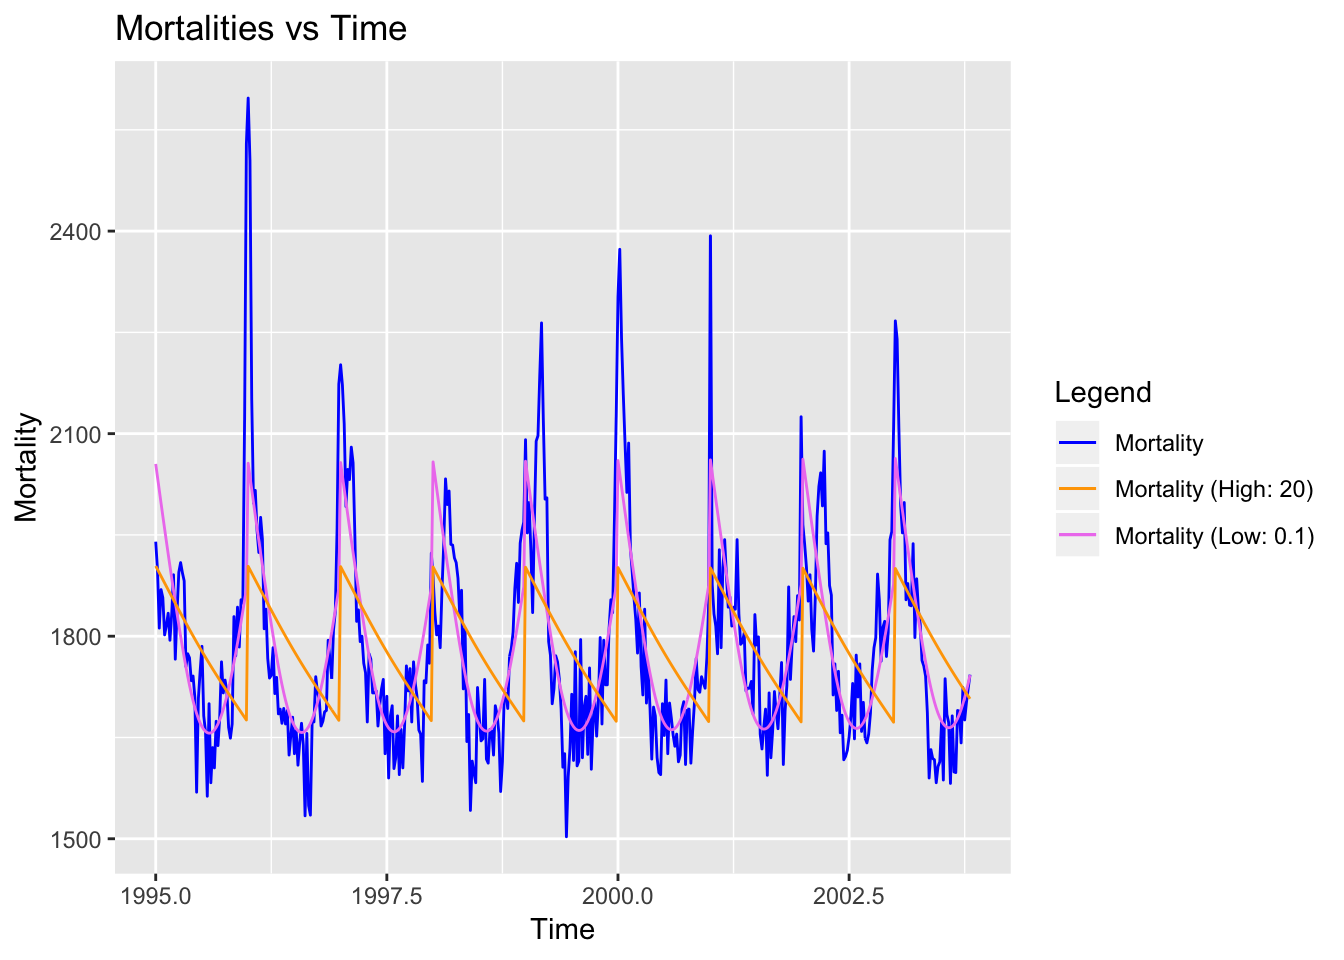 Mortalities vs Time
Mortality
2400
2100
1800
1500
1995.0
1997.5
2000.0
2002.5
Time
Legend
Mortality
Mortality (High: 20)
Mortality (Low: 0.1)